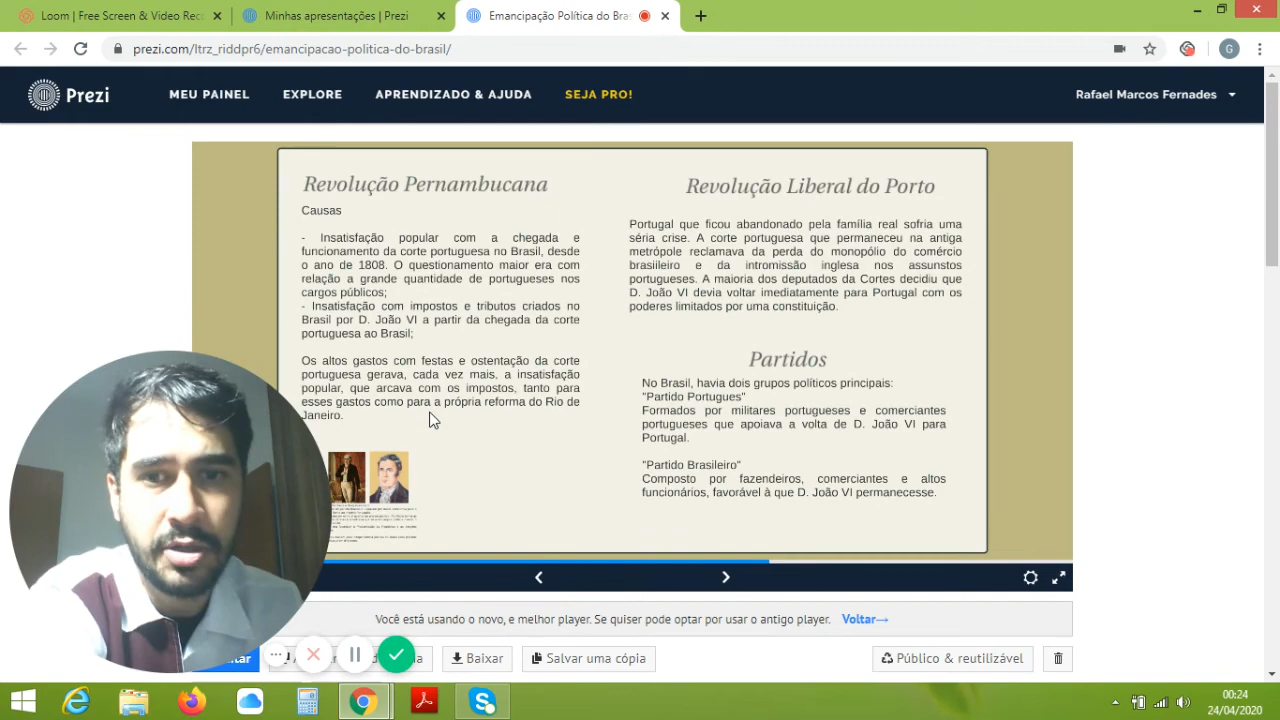 Loom | Free Screen & Video Rec
Minhas apresentações | Prezi
Emancipação Política do Bras
prezi.com/ltrz_riddpr6/emancipacao-politica-do-brasil/
G
Prezi
MEU PAINEL
EXPLORE
APRENDIZADO & AJUDA
SEJA PRO!
Rafael Marcos Fernades
Revolução Pernambucana
Causas
- Insatisfação popular com a chegada e
funcionamento da corte portuguesa no Brasil, desde
o ano de 1808. O questionamento maior era com
relação a grande quantidade de portugueses nos
cargos públicos;
- Insatisfação com impostos e tributos criados no
Brasil por D. João VI a partir da chegada da corte
portuguesa ao Brasil;
Os altos gastos com festas e ostentação da corte
portuguesa gerava, cada vez mais, a insatisfação
popular, que arcava com os impostos, tanto para
esses gastos como para a própria reforma do Rio de
Janeiro.
Revolução Liberal do Porto
Portugal que ficou abandonado pela família real sofria uma
séria crise. A corte portuguesa que permaneceu na antiga
metrópole reclamava da perda do monopólio do comércio
brasileiro e da intromissão inglesa nos assuntos
portugueses. A maioria dos deputados da Cortes decidiu que
D. João VI devia voltar imediatamente para Portugal com os
poderes limitados por uma constituição.
Partidos
No Brasil, havia dois grupos políticos principais:
"Partido Portugues"
Formados por militares portugueses e comerciantes
portugueses que apoiava a volta de D. João VI para
Portugal.
"Partido Brasileiro"
Composto por fazendeiros, comerciantes e altos
funcionários, favorável à que D. João VI permanecesse.
Você está usando o novo, e melhor player. Se quiser pode optar por usar o antigo player. Voltar→
Baixar
Salvar uma cópia
Público & reutilizável
00:24
24/04/2020